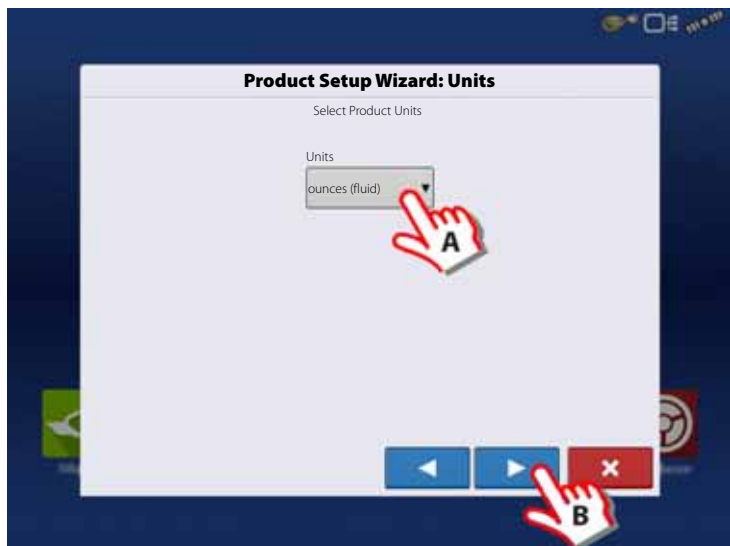 Product Setup Wizard: Units
Select Product Units
Units
ounces (fluid)
A
B